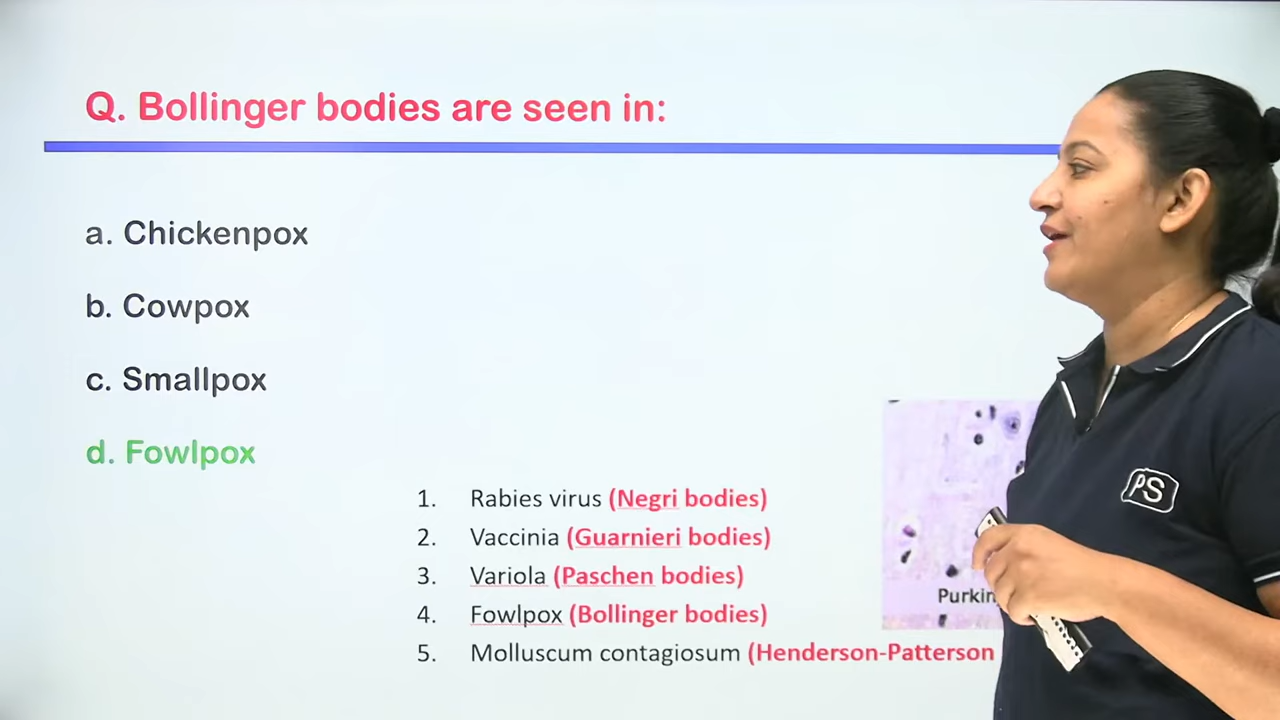 Q. Bollinger bodies are seen in:
a. Chickenpox
b. Cowpox
c. Smallpox
d. Fowlpox
1. Rabies virus (Negri bodies)
2. Vaccinia (Guarnieri bodies)
3. Variola (Paschen bodies)
4. Fowlpox (Bollinger bodies)
5. Molluscum contagiosum (Henderson-Patterson
PS